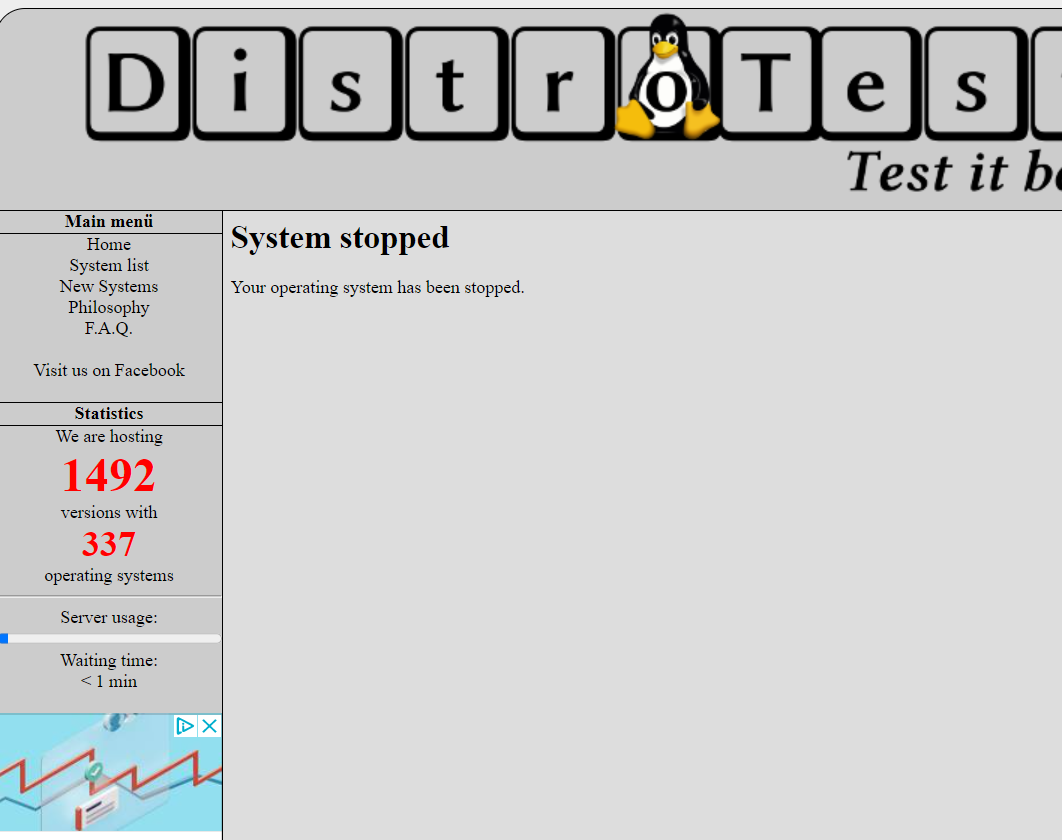 DistroTes
Test it b
Main menü
Home
System list
New Systems
Philosophy
F.A.Q.
Visit us on Facebook
Statistics
We are hosting
1492
versions with
337
operating systems
Server usage:
Waiting time:
< 1 min
System stopped
Your operating system has been stopped.